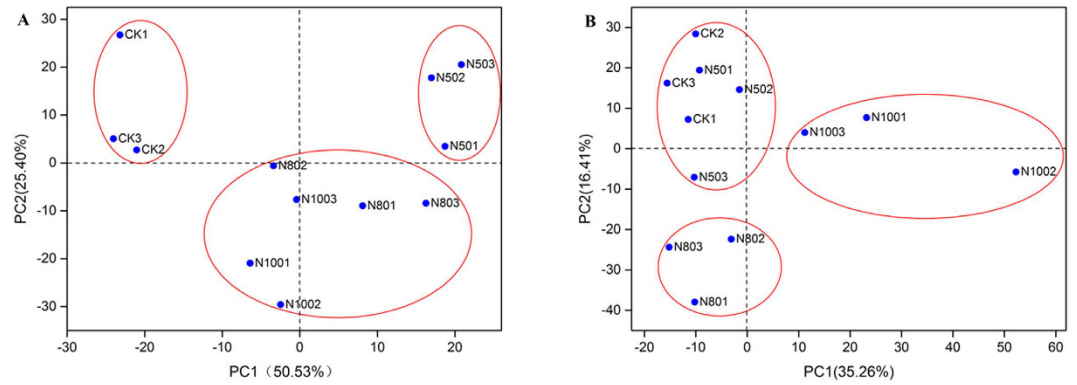 A
PC2(25.40%)
30
20
10
0
-10
-20
-30
CK1
N503
N502
CK3
CK2
N501
N802
N1003
N801
N803
N1001
N1002
-30
-20
-10
0
10
20
PC1 (50.53%)
B
PC2(16.41%)
30
20
10
0
-10
-20
-30
-40
CK2
N501
CK3
N502
CK1
N1001
N1003
N503
N1002
N802
N803
N801
-20
-10
0
10
20
30
40
50
60
PC1(35.26%)